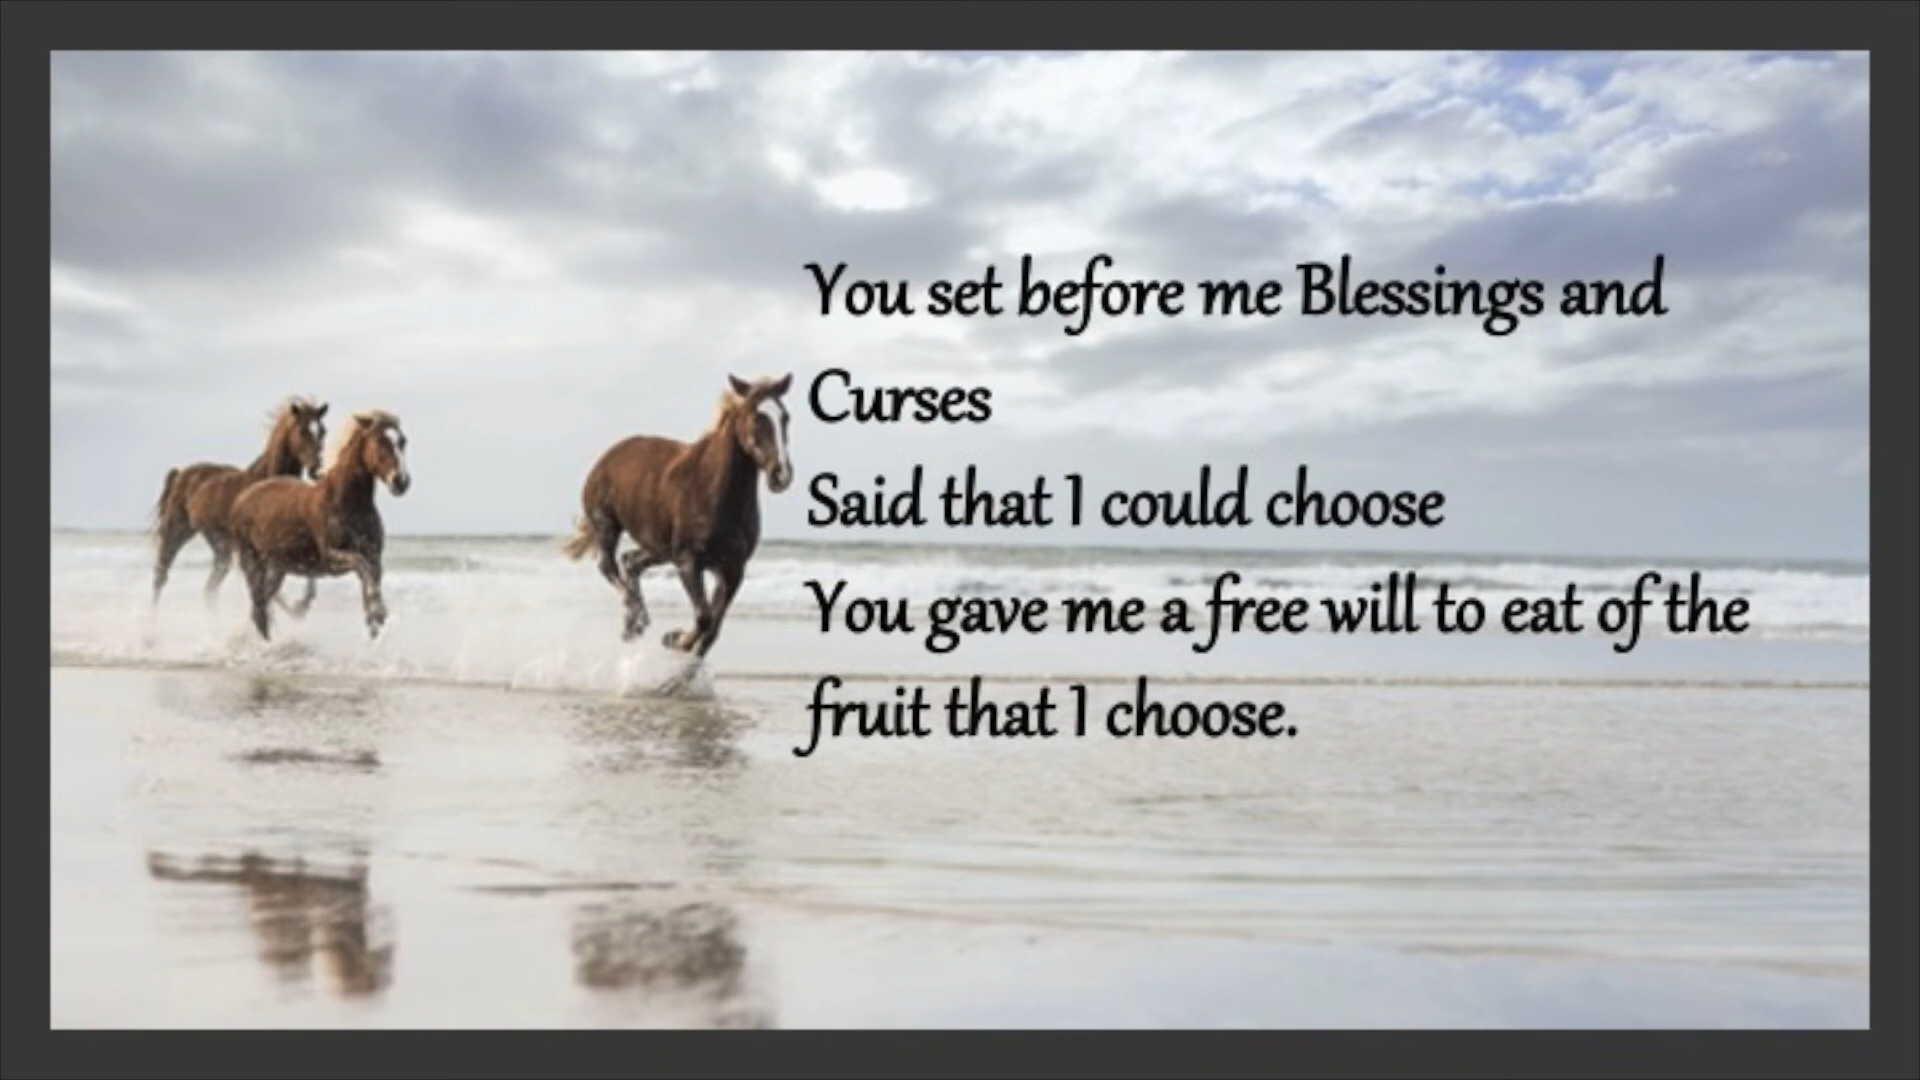 You set before me Blessings and
Curses
Said that I could choose
You gave me a free will to eat of the
fruit that I choose.